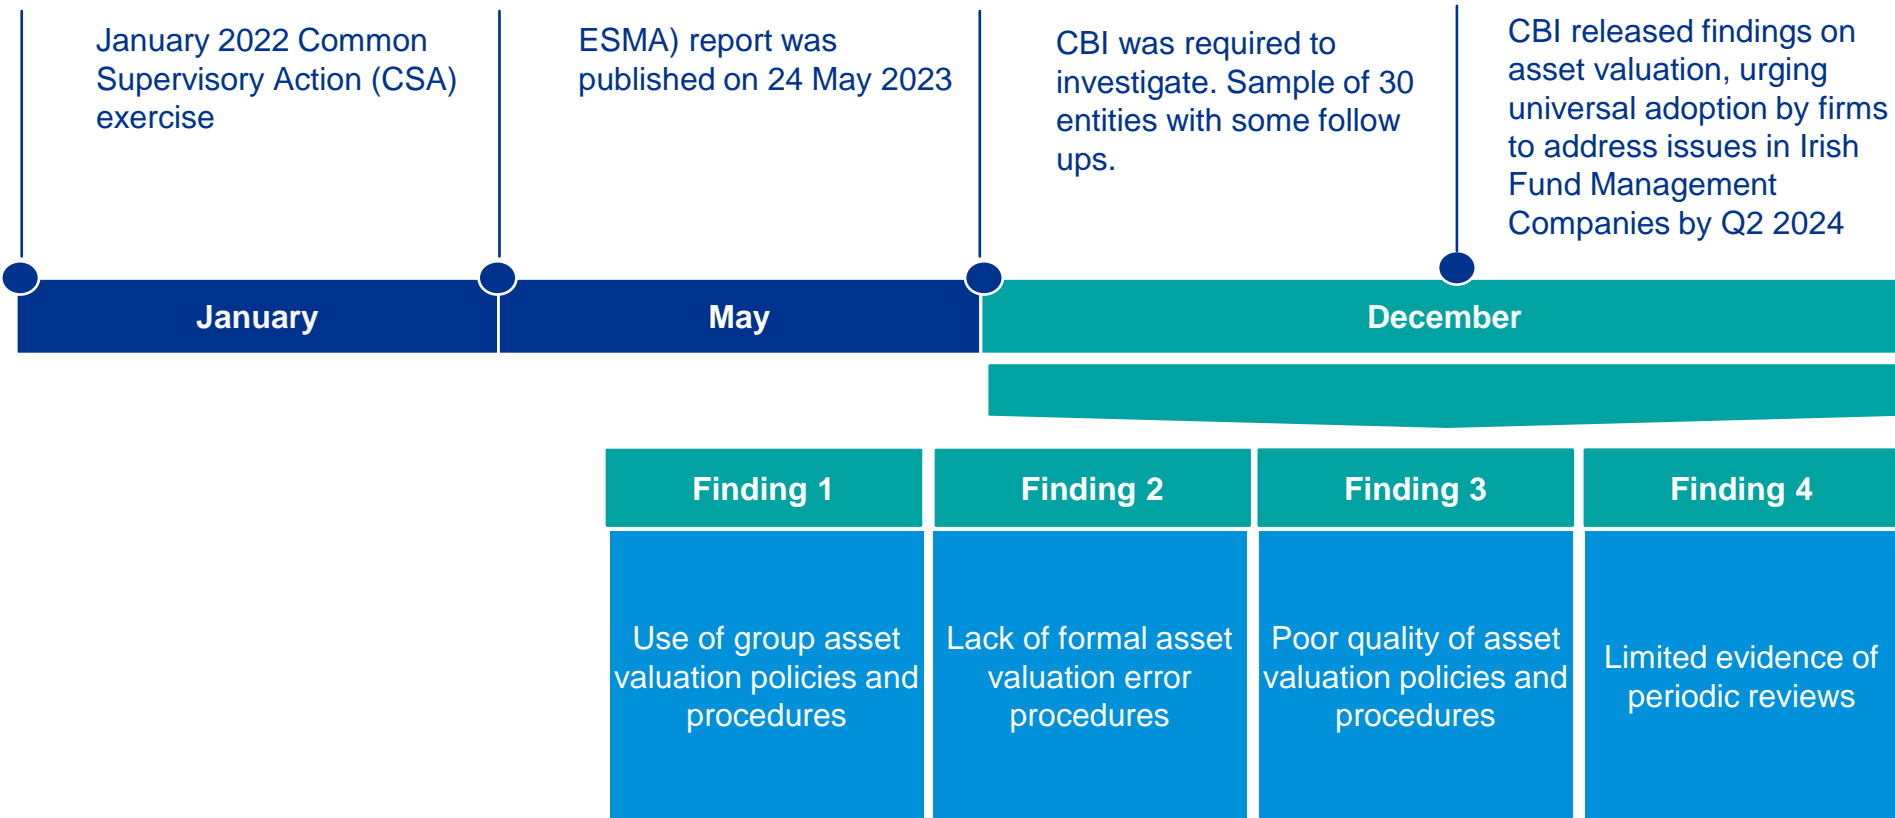 January 2022 Common
Supervisory Action (CSA)
exercise
ESMA) report was
published on 24 May 2023
CBI was required to
investigate. Sample of 30
entities with some follow
ups.
CBI released findings on
asset valuation, urging
universal adoption by firms
to address issues in Irish
Fund Management
Companies by Q2 2024
January
May
December
Finding 1
Finding 2
Finding 3
Finding 4
Use of group asset
valuation policies and
procedures
Lack of formal asset
valuation error
procedures
Poor quality of asset
valuation policies and
procedures
Limited evidence of
periodic reviews